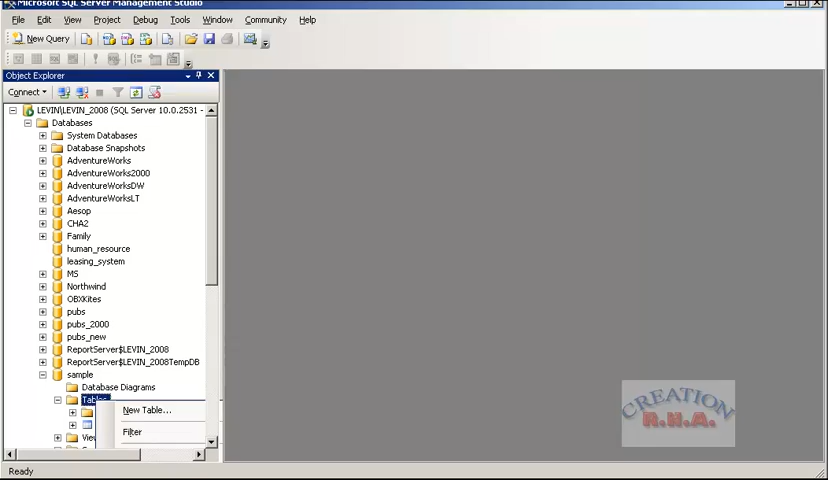 Microsoft SQL Server Management Studio
File Edit View Project Debug Tools Window Community Help
New Query
Object Explorer
Connect
LEVIN\LEVIN_2008 (SQL Server 10.0.2531 -
Databases
System Databases
Database Snapshots
AdventureWorks
AdventureWorks2000
AdventureWorksDW
AdventureWorksLT
Aesop
CHA2
Family
human_resource
leasing_system
MS
Northwind
OBXKites
pubs
pubs_2000
pubs_new
ReportServer$LEVIN_2008
ReportServer$LEVIN_2008TempDB
sample
Database Diagrams
Tables
New Table...
Filter
Ready
CREATION
R.H.A.